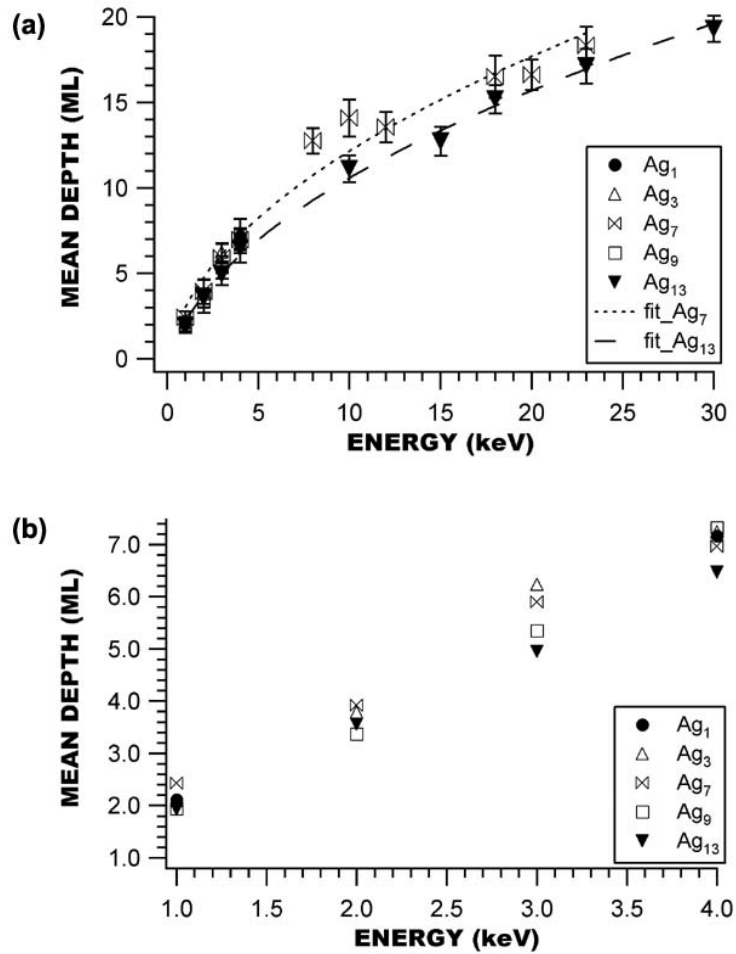 (a)
MEAN DEPTH (ML)
20
15
10
5
0
Ag₁
Ag₃
Ag₇
Ag₉
Ag₁₃
fit_Ag₇
fit_Ag₁₃
0 5 10 15 20 25 30
ENERGY (keV)
(b)
MEAN DEPTH (ML)
7.0
6.0
5.0
4.0
3.0
2.0
1.0
Ag₁
Ag₃
Ag₇
Ag₉
Ag₁₃
1.0 1.5 2.0 2.5 3.0 3.5 4.0
ENERGY (keV)